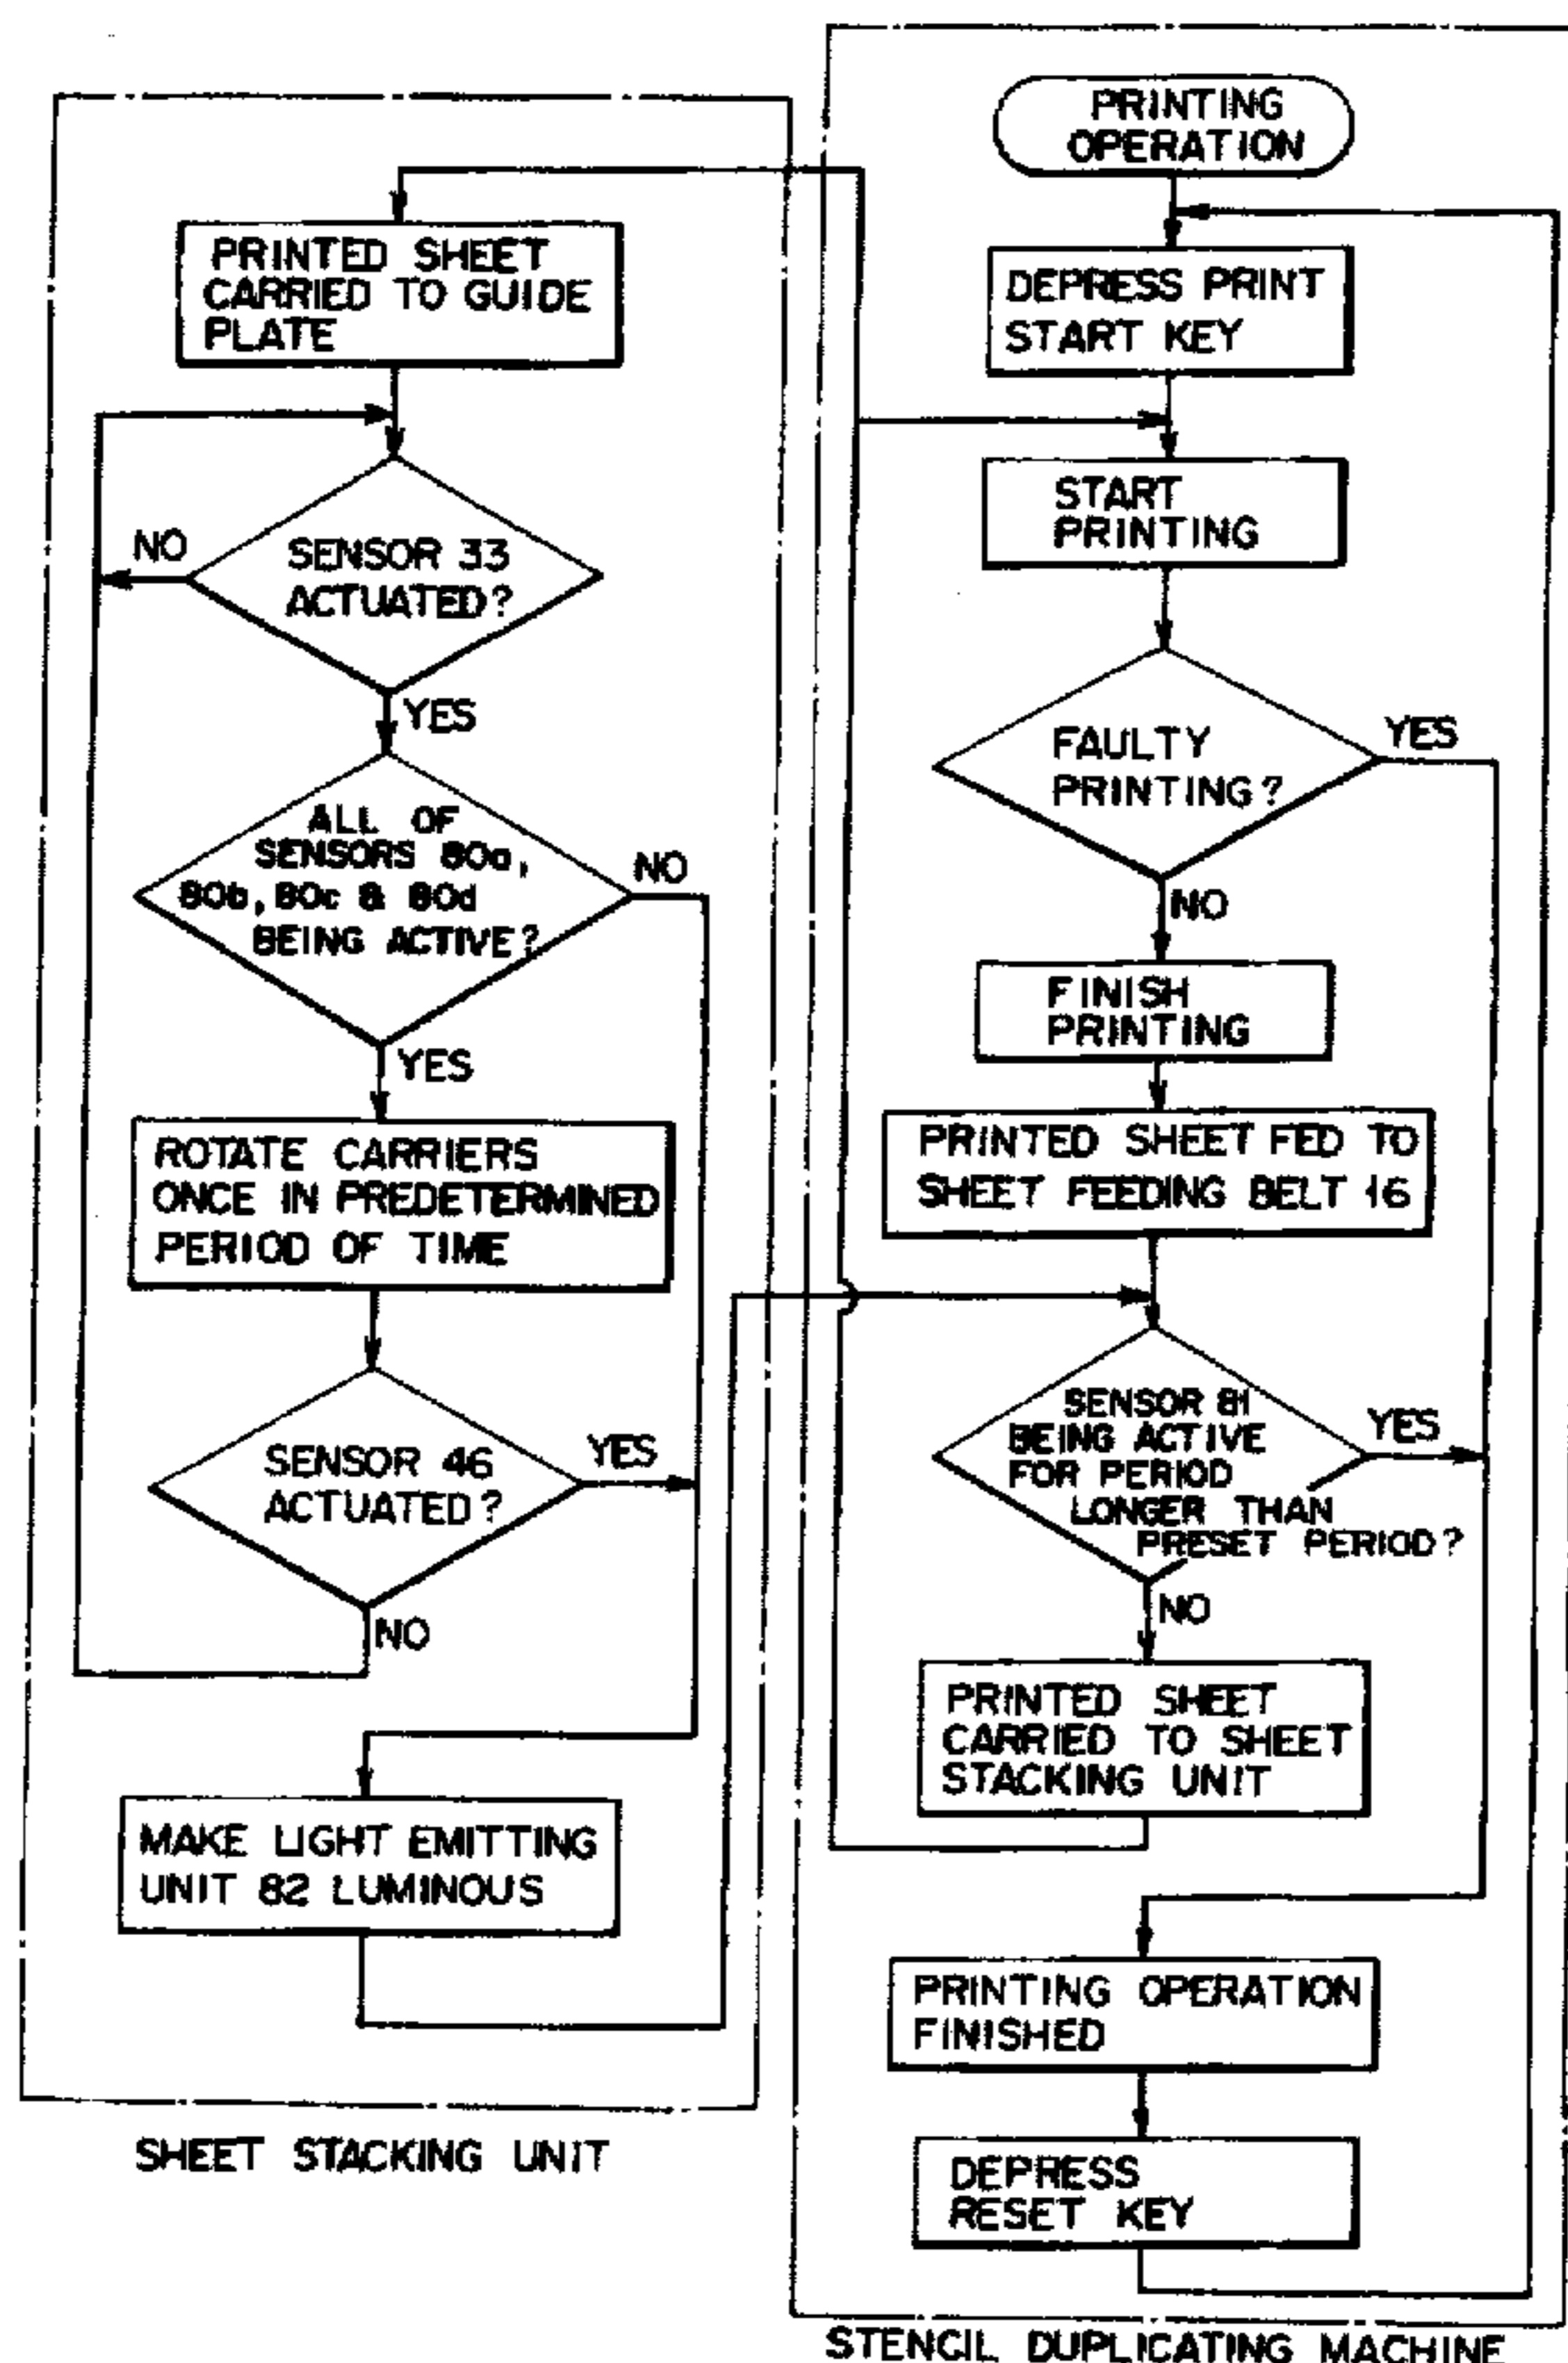 PRINTED SHEET
CARRIED TO GUIDE
PLATE
NO
SENSOR 33
ACTUATED?
YES
ALL OF
SENSORS 80a,
80b, 80c & 80d
BEING ACTIVE?
NO
YES
ROTATE CARRIERS
ONCE IN PREDETERMINED
PERIOD OF TIME
SENSOR 46
ACTUATED?
YES
NO
MAKE LIGHT EMITTING
UNIT 82 LUMINOUS
SHEET STACKING UNIT
PRINTING
OPERATION
DEPRESS PRINT
START KEY
START
PRINTING
FAULTY
PRINTING?
YES
NO
FINISH
PRINTING
PRINTED SHEET FED TO
SHEET FEEDING BELT 16
SENSOR 81
BEING ACTIVE
FOR PERIOD
LONGER THAN
PRESET PERIOD?
YES
NO
PRINTED SHEET
CARRIED TO SHEET
STACKING UNIT
PRINTING OPERATION
FINISHED
DEPRESS
RESET KEY
STENCIL DUPLICATING MACHINE